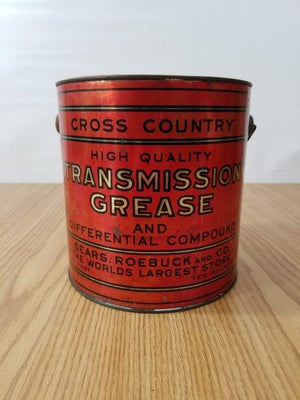 CROSS COUNTRY
HIGH QUALITY
TRANSMISSION
GREASE
AND
DIFFERENTIAL COMPOUND
SEARS, ROEBUCK AND CO.
THE WORLDS LARGEST STORE